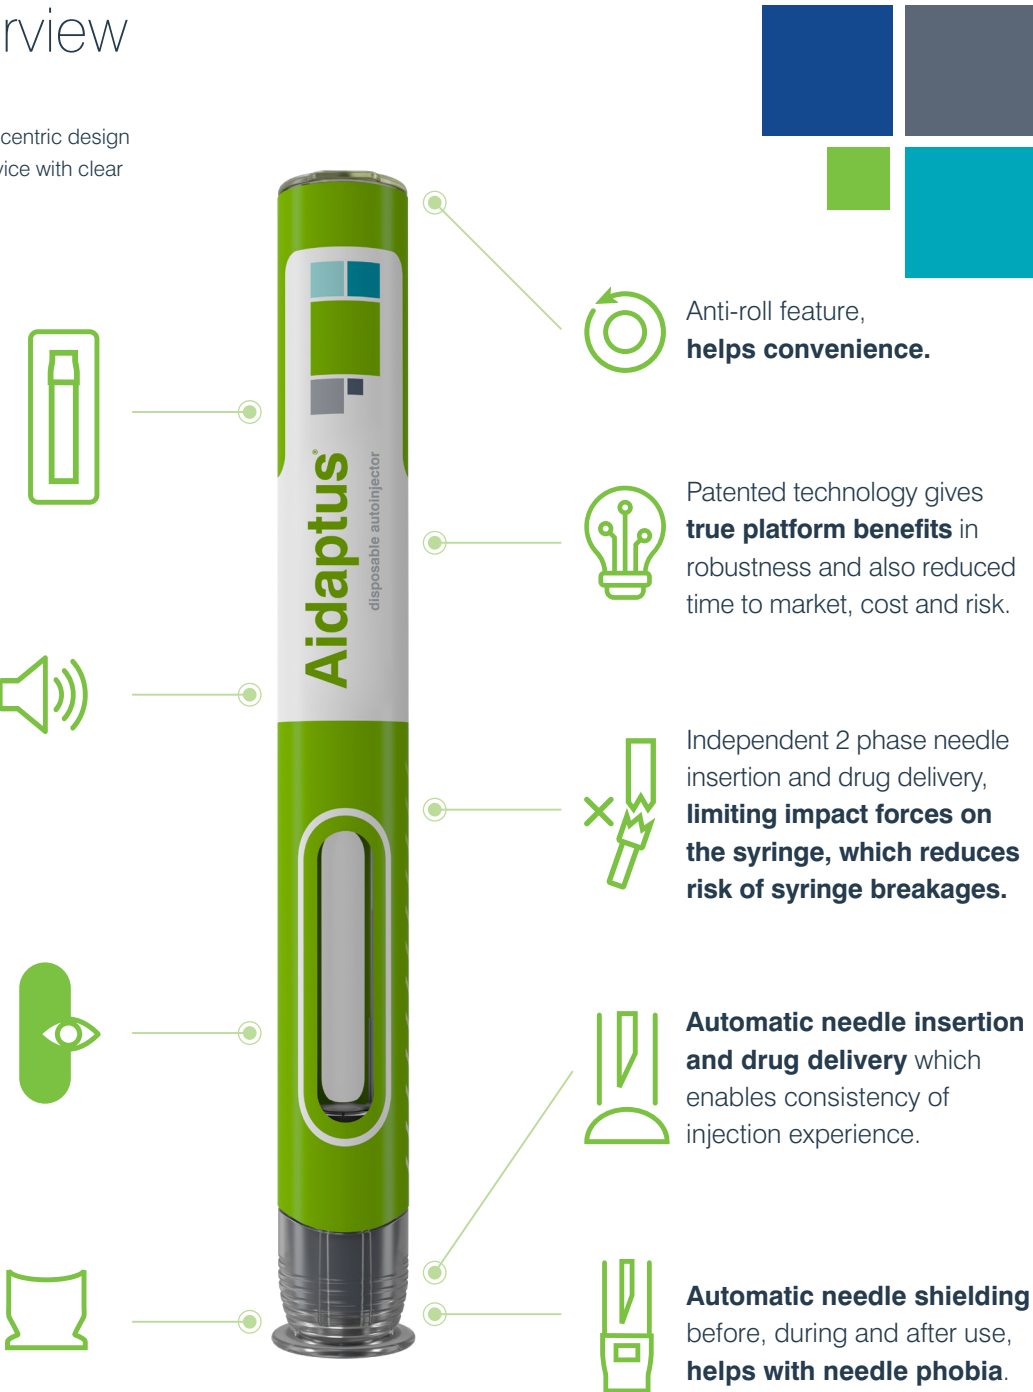 rview
centric design
vice with clear
Aidaptus®
disposable autoinjector
Anti-roll feature,
helps convenience.
Patented technology gives
true platform benefits in
robustness and also reduced
time to market, cost and risk.
Independent 2 phase needle
insertion and drug delivery,
limiting impact forces on
the syringe, which reduces
risk of syringe breakages.
Automatic needle insertion
and drug delivery which
enables consistency of
injection experience.
Automatic needle shielding
before, during and after use,
helps with needle phobia.